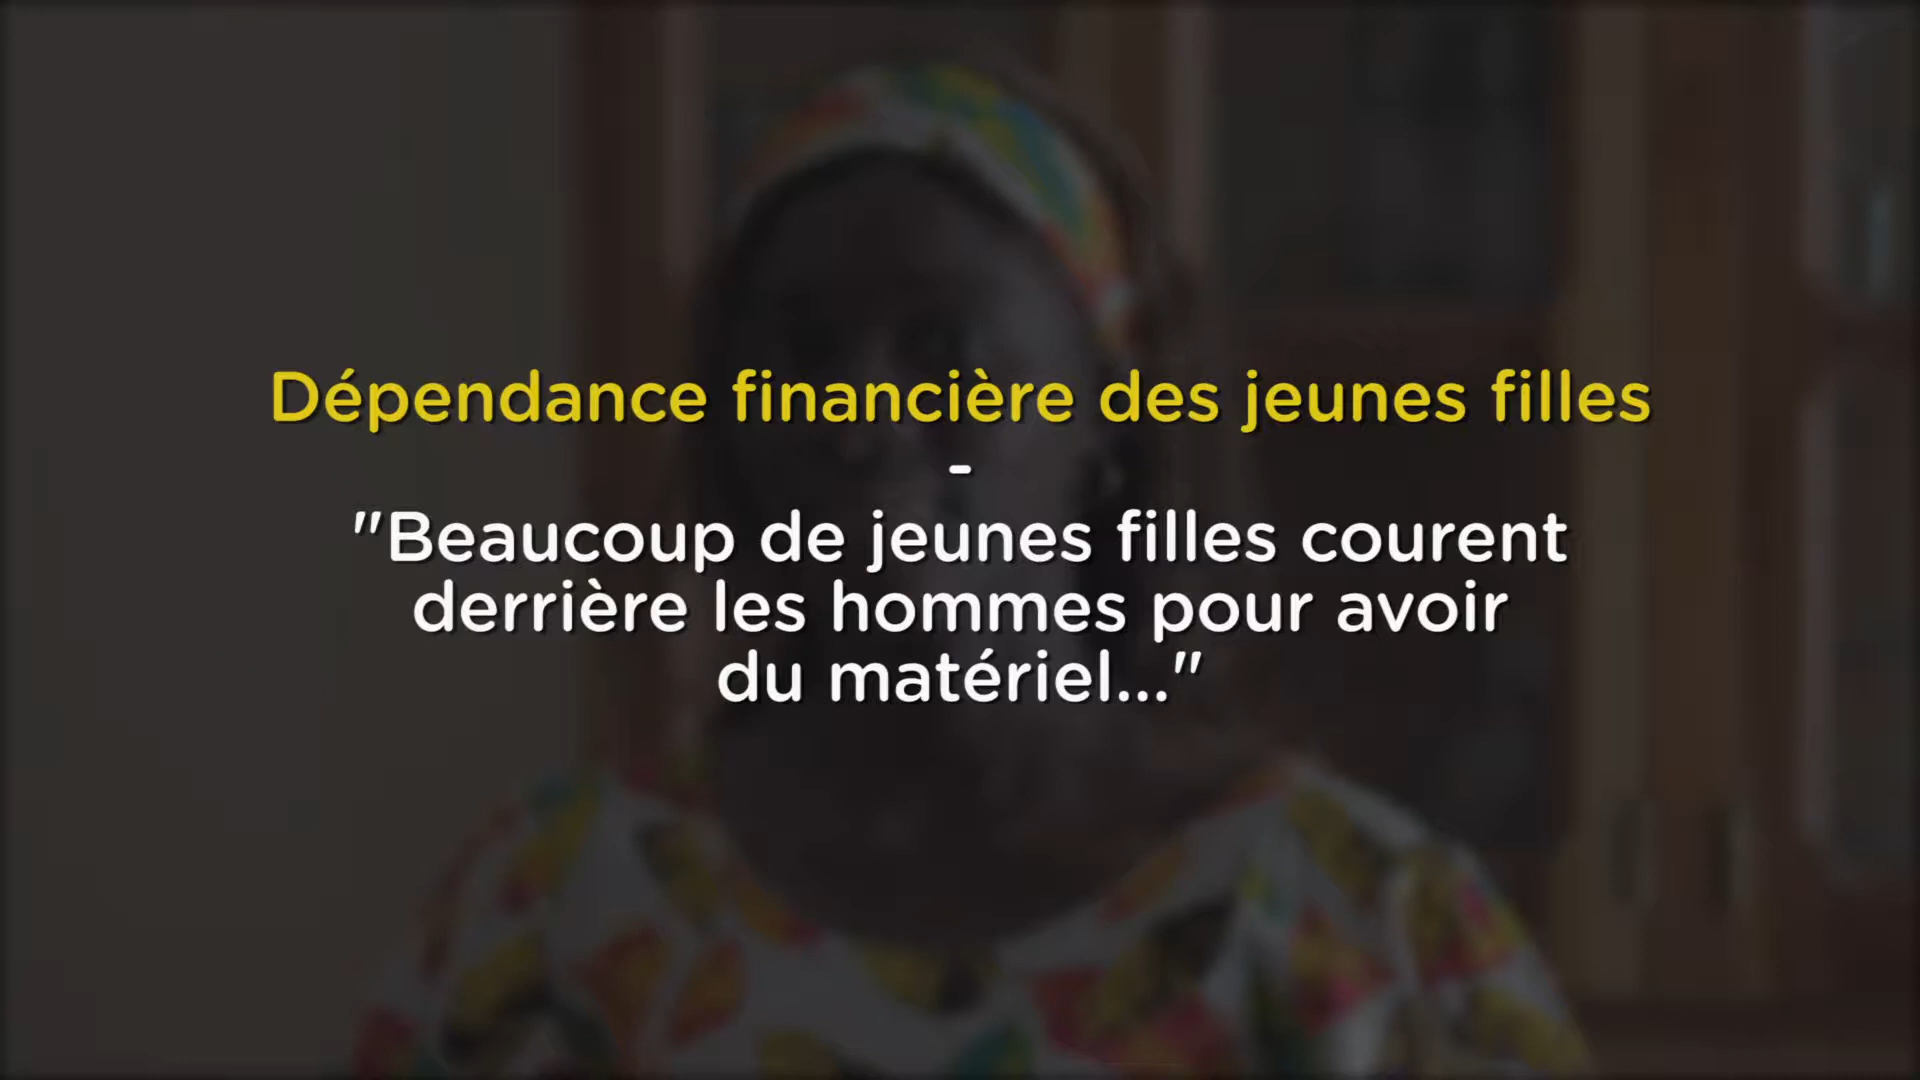 Dépendance financière des jeunes filles
-
"Beaucoup de jeunes filles courent
derrière les hommes pour avoir
du matériel..."